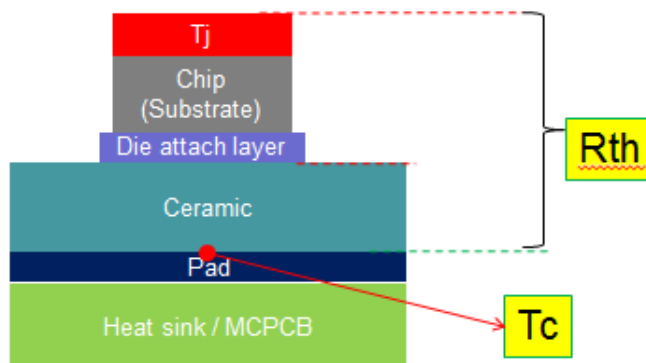 Tj
Chip
(Substrate)
Die attach layer
Rth
Ceramic
Pad
Tc
Heat sink / MCPCB